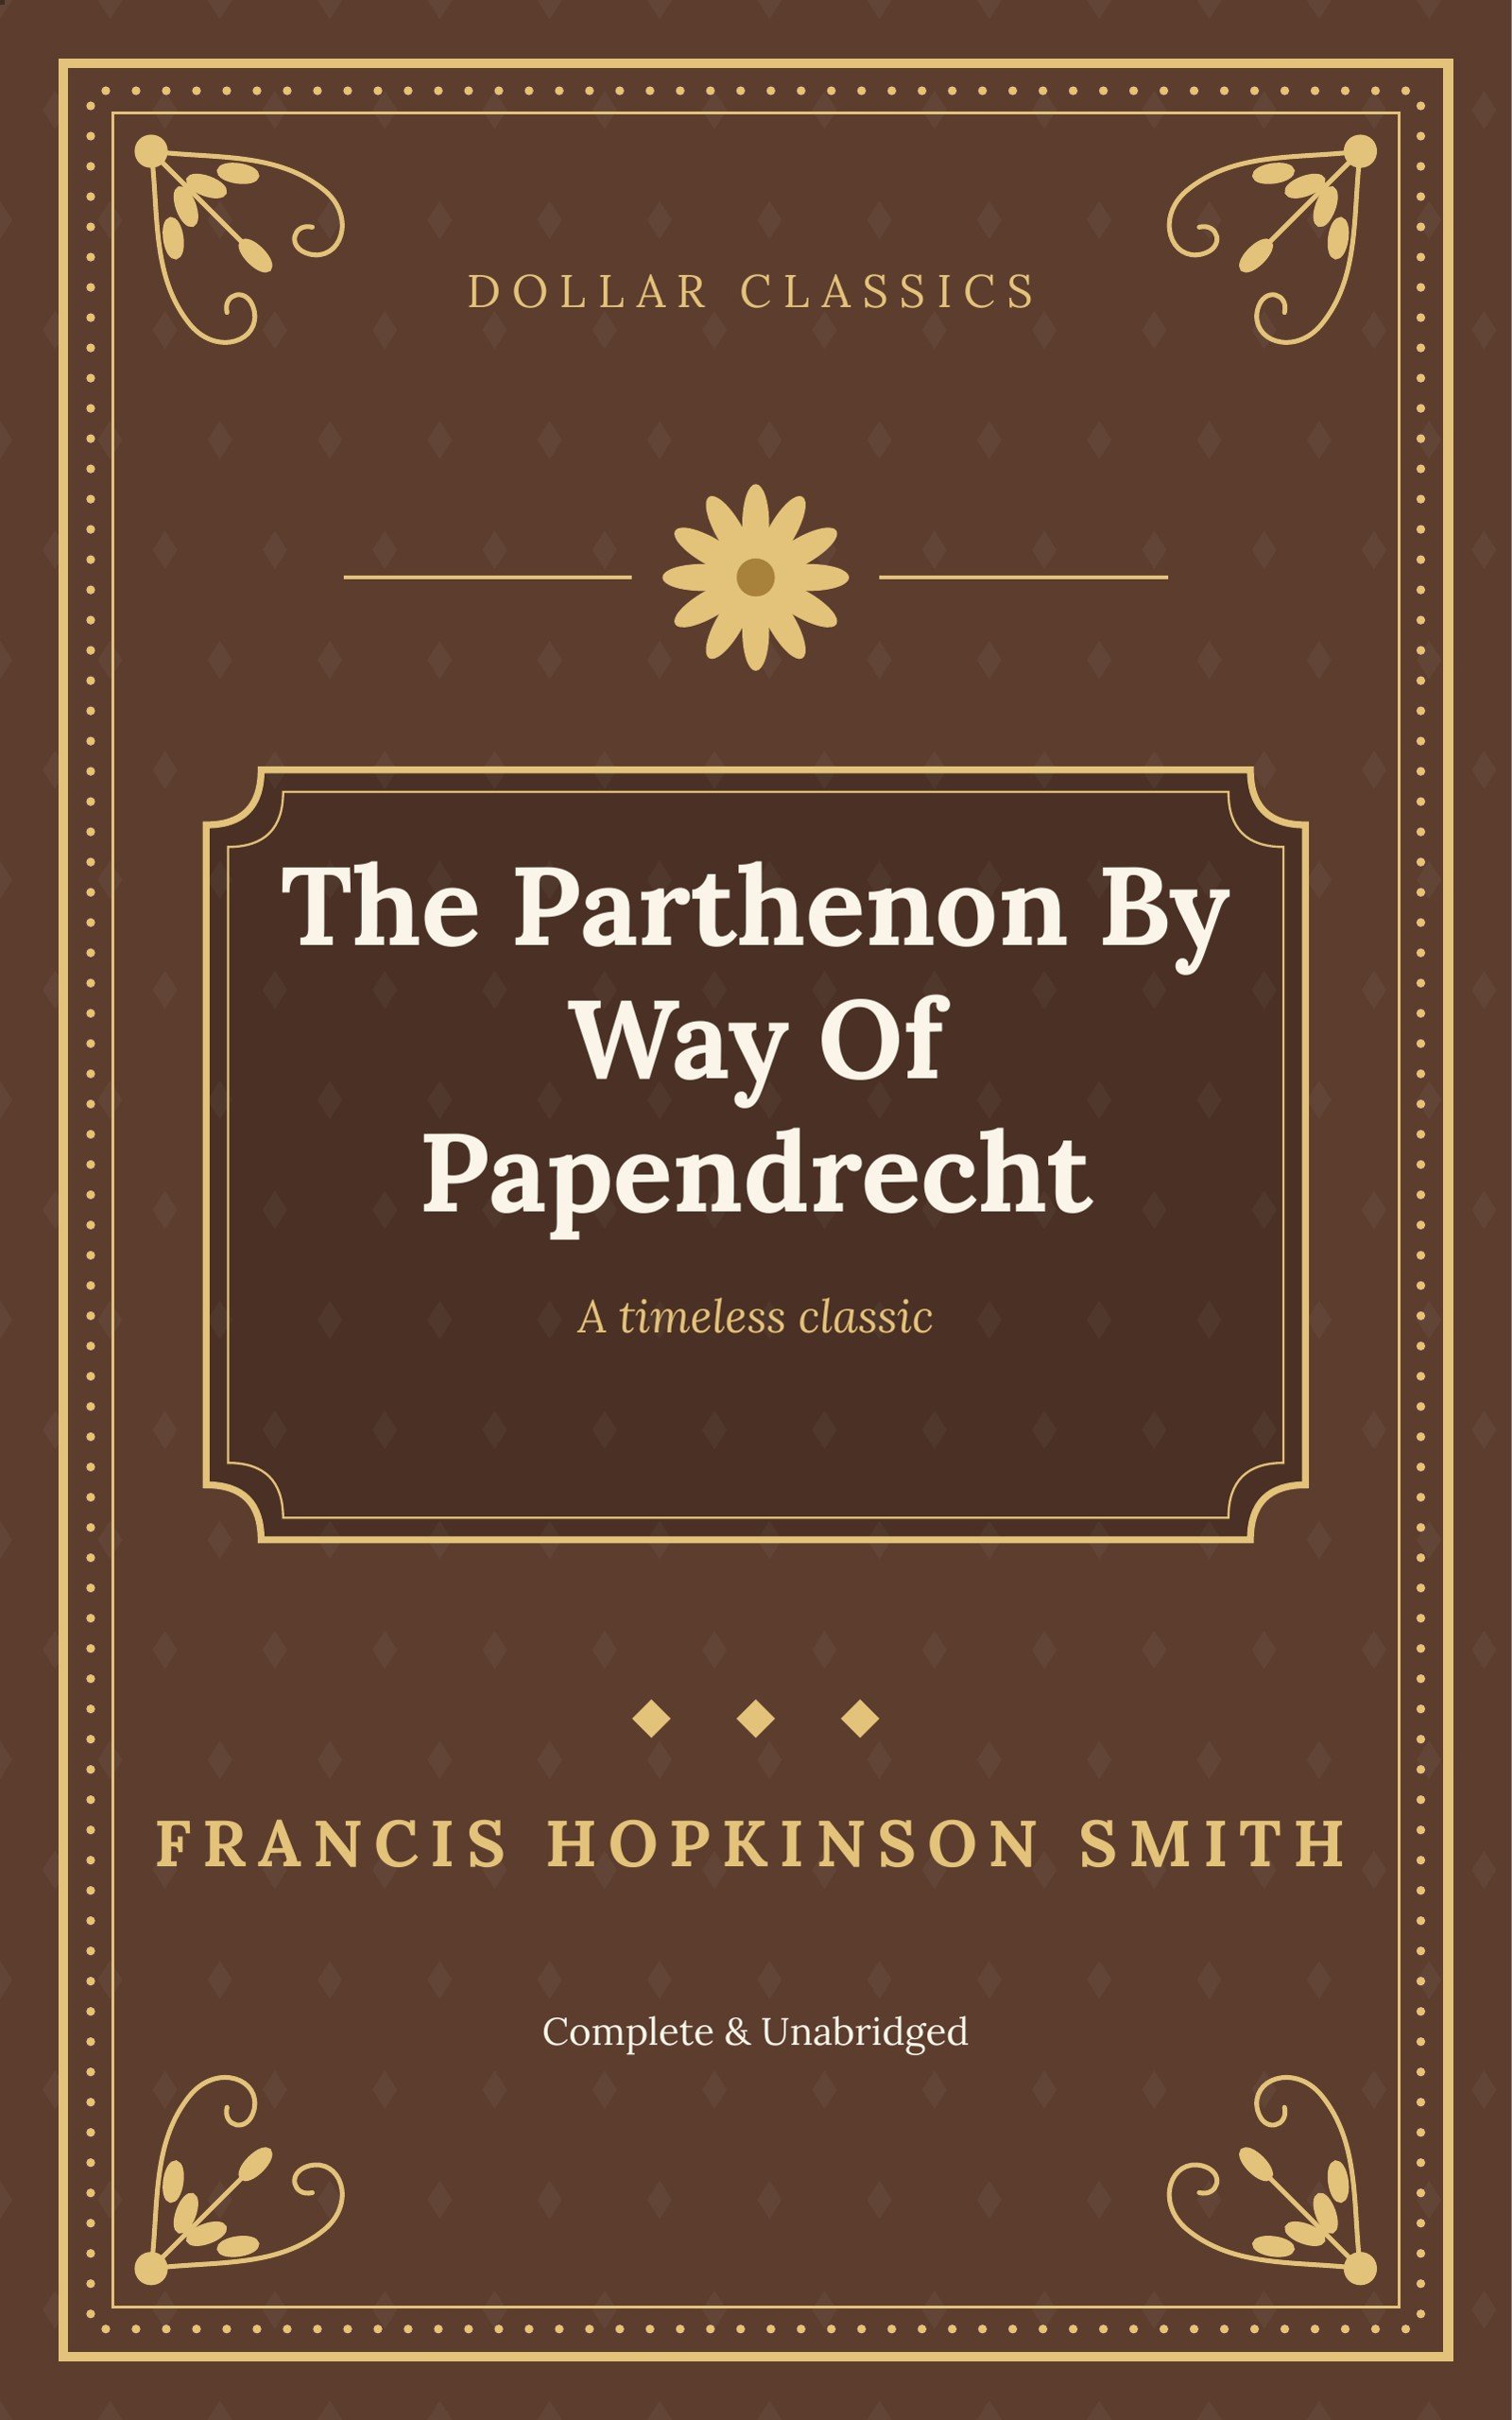 DOLLAR CLASSICS
The Parthenon By
Way Of
Papendrecht
A timeless classic
FRANCIS HOPKINSON SMITH
Complete & Unabridged